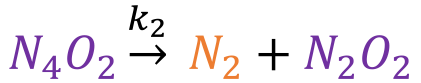 N₄O₂ →k₂ N₂ + N₂O₂